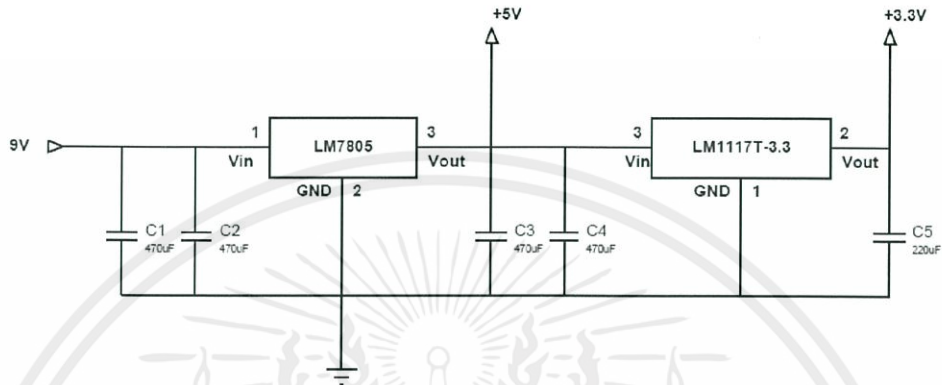 +5V
+3.3V
9V
1
LM7805
3
Vin
Vout
GND
2
3
LM1117T-3.3
2
Vin
Vout
GND
1
C1
470uF
C2
470uF
C3
470uF
C4
470uF
C5
220uF